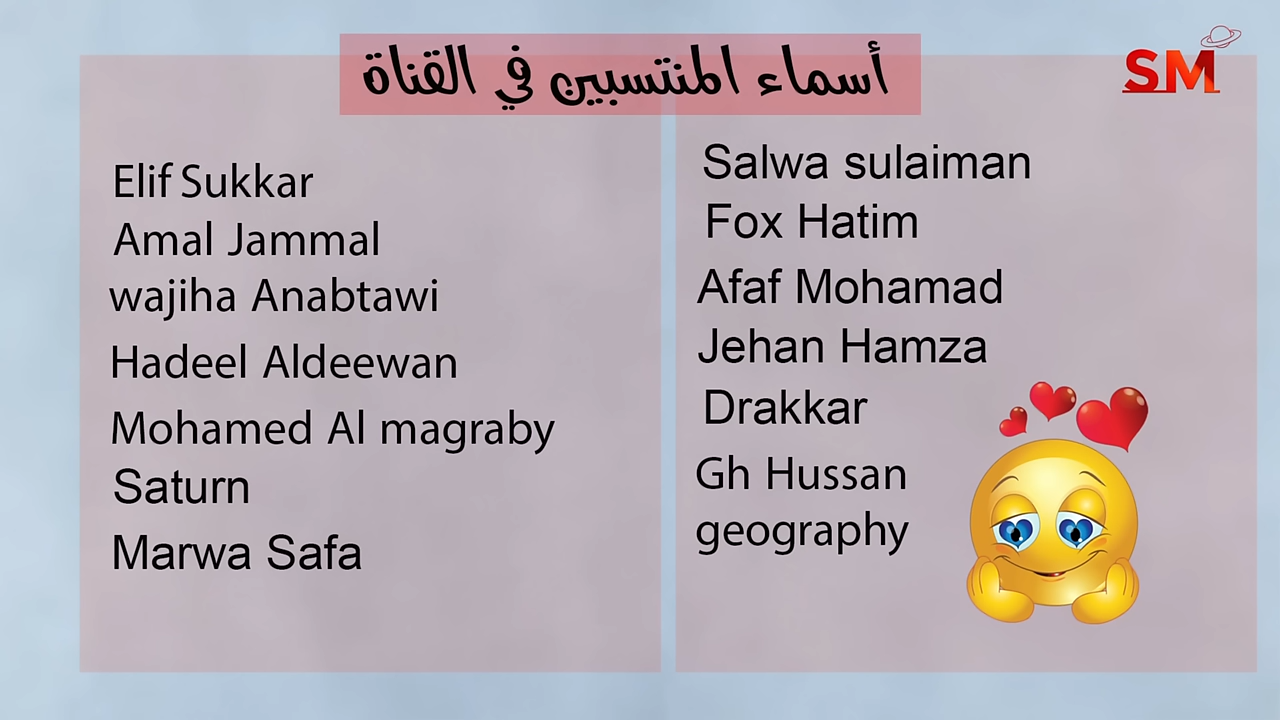 أسماء المنتسبين في القناة
SM
Elif Sukkar
Amal Jammal
wajiha Anabtawi
Hadeel Aldeewan
Mohamed Al magraby
Saturn
Marwa Safa
Salwa sulaiman
Fox Hatim
Afaf Mohamad
Jehan Hamza
Drakkar
Gh Hussan
geography